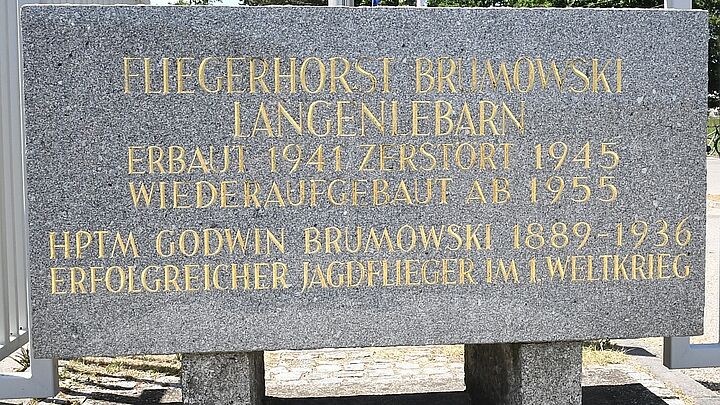 FLIEGERHORST BRUMOWSKI
LANGENLEBARN
ERBAUT 1941 ZERSTÖRT 1945
WIEDERAUFGEBAUT AB 1955
HPTM GODWIN BRUMOWSKI 1889-1936
ERFOLGREICHER JAGDFLIEGER IM 1.WELTKRIEG